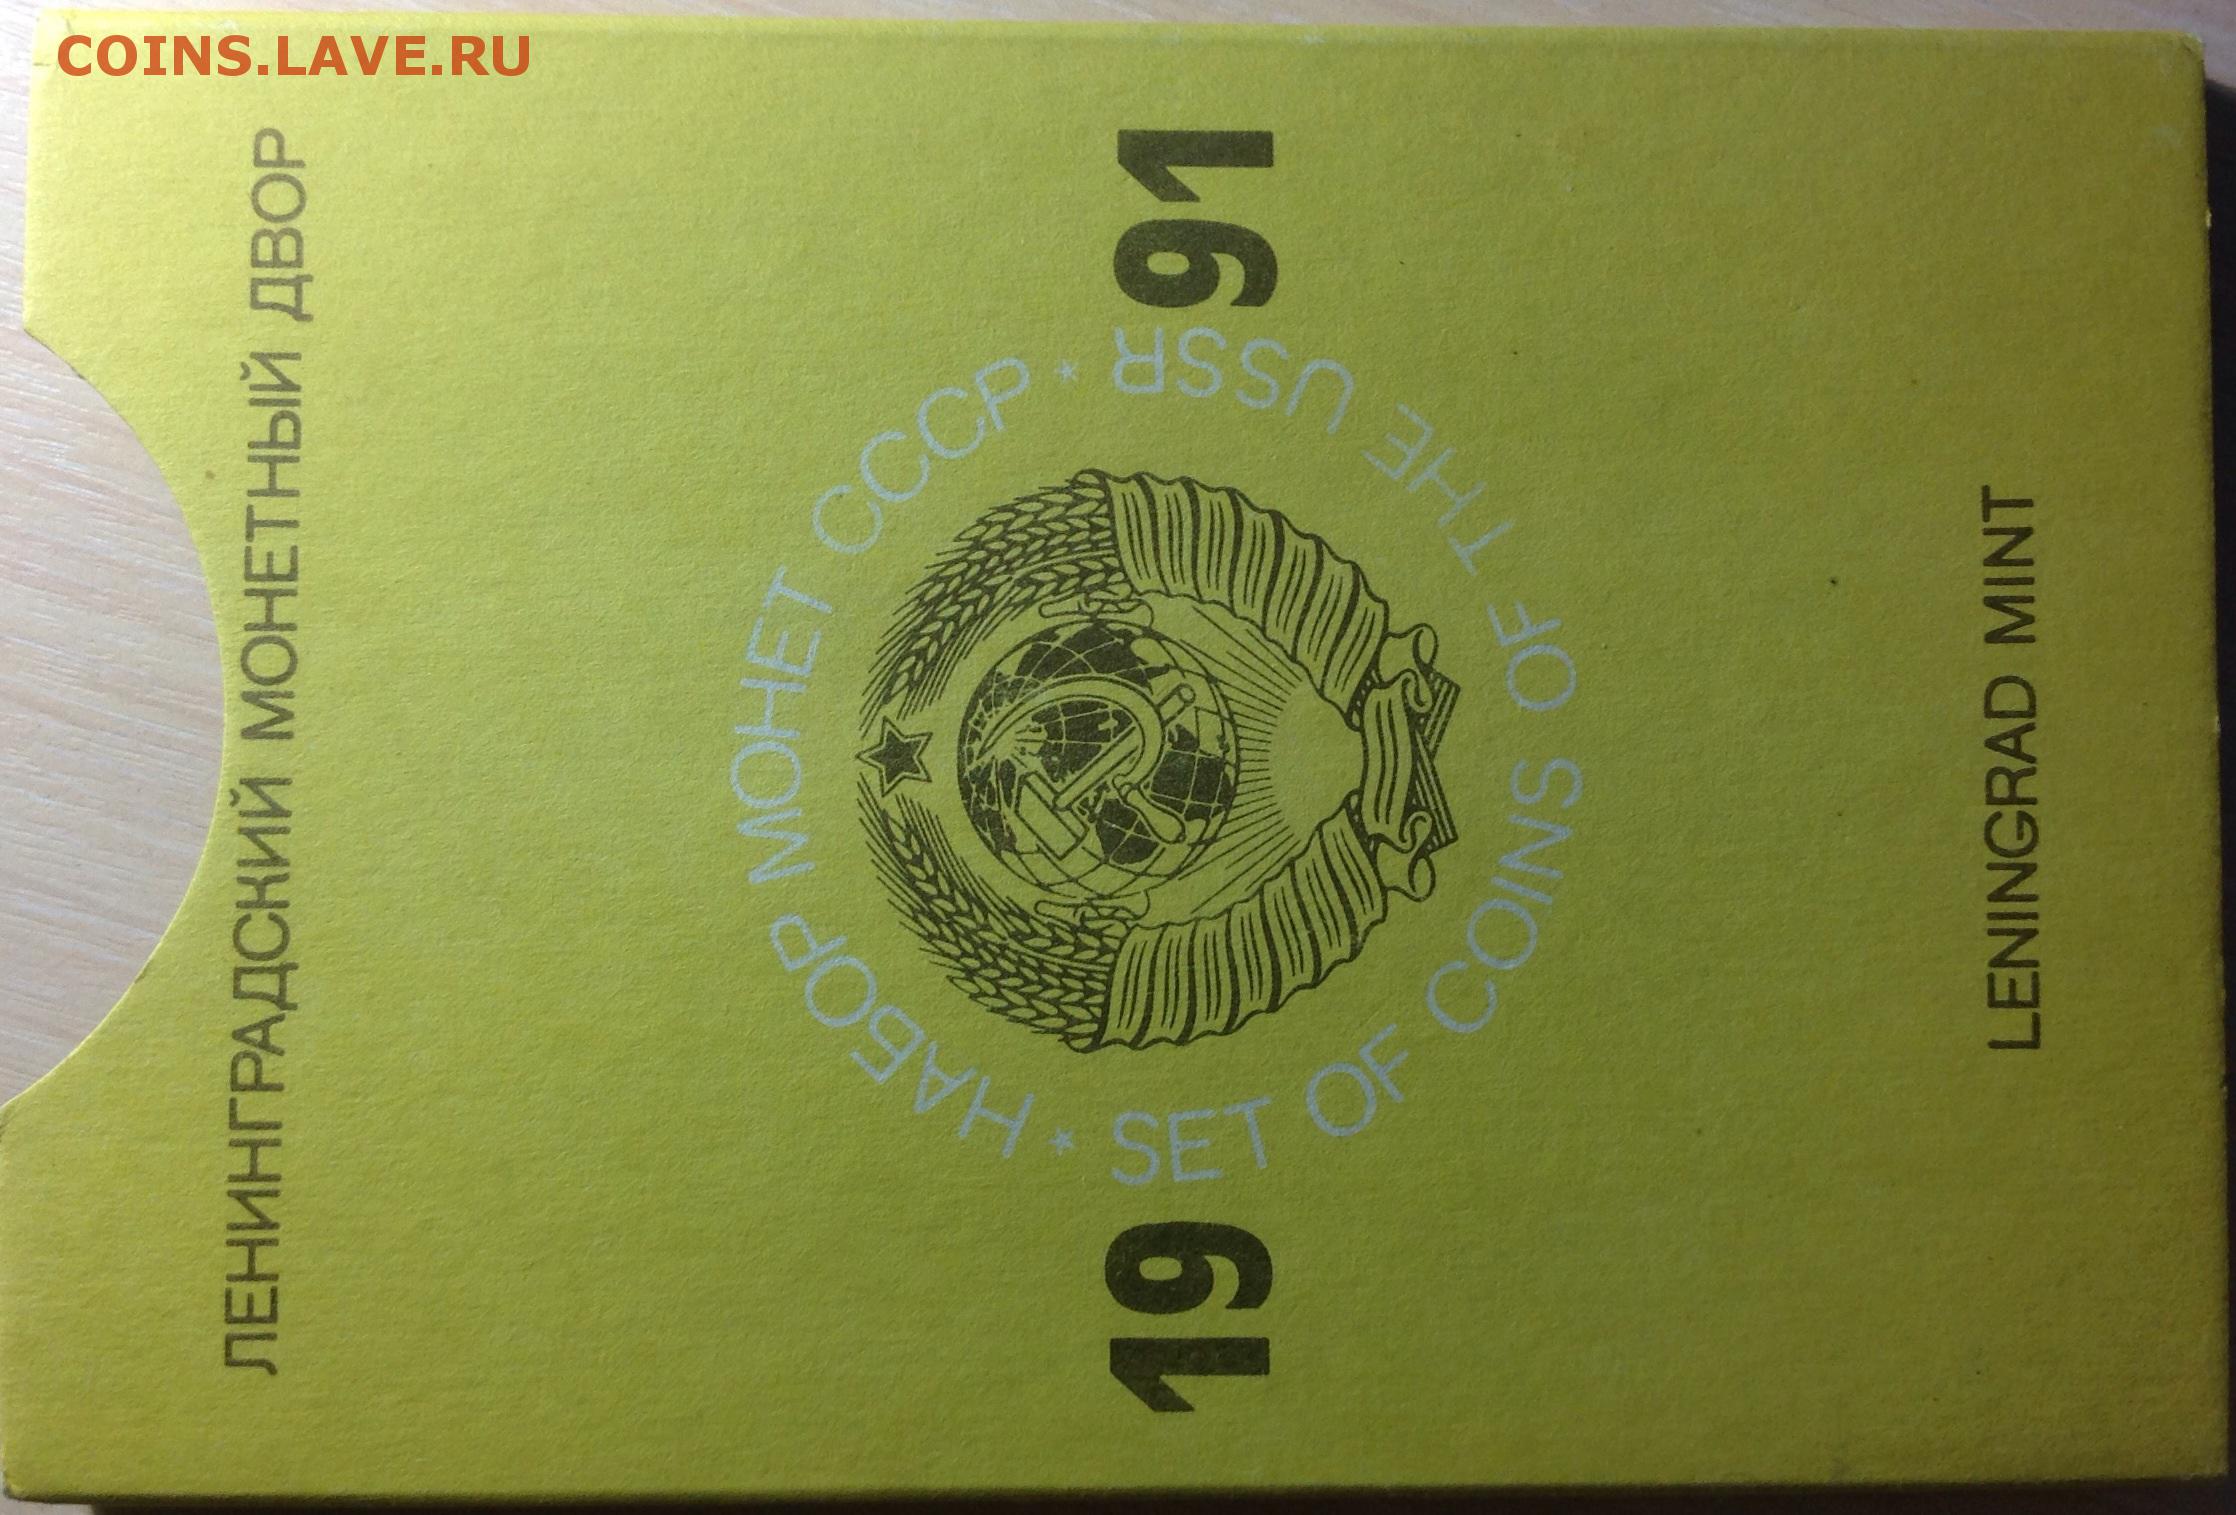 COINS.LAVE.RU
ЛЕНИНГРАДСКИЙ МОНЕТНЫЙ ДВОР
НАБОР МОНЕТ СССР
19 91
* SET OF COINS OF THE USSR *
LENINGRAD MINT